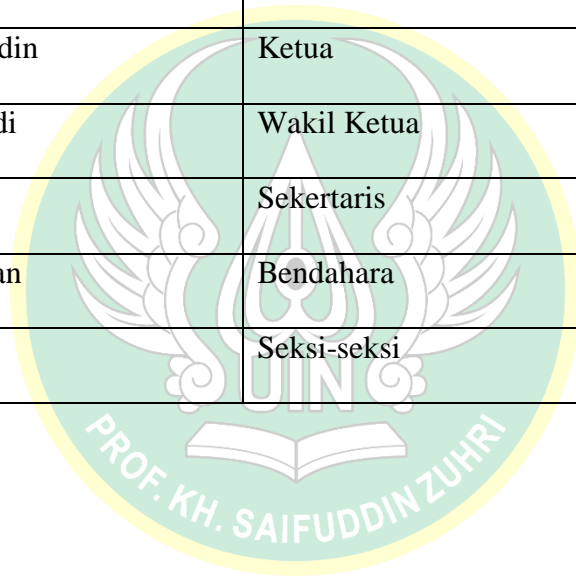 din Ketua
di Wakil Ketua
Sekertaris
an Bendahara
Seksi-seksi
UIN
PROF. KH. SAIFUDDIN ZUHRI